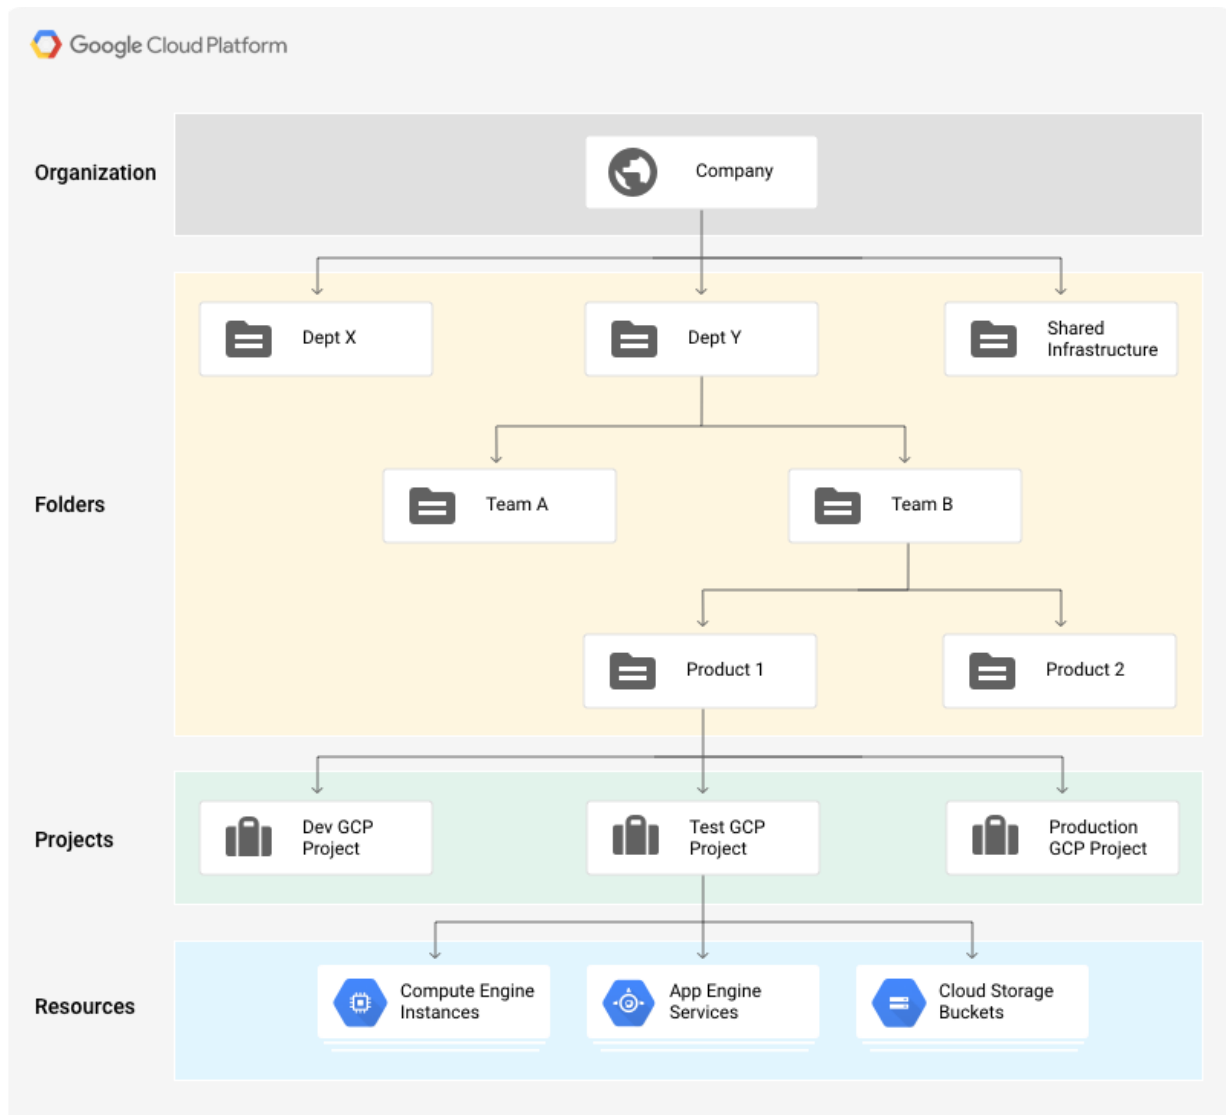 Google Cloud Platform
Organization
Company
Dept X
Dept Y
Shared
Infrastructure
Folders
Team A
Team B
Product 1
Product 2
Projects
Dev GCP
Project
Test GCP
Project
Production
GCP Project
Resources
Compute Engine
Instances
App Engine
Services
Cloud Storage
Buckets